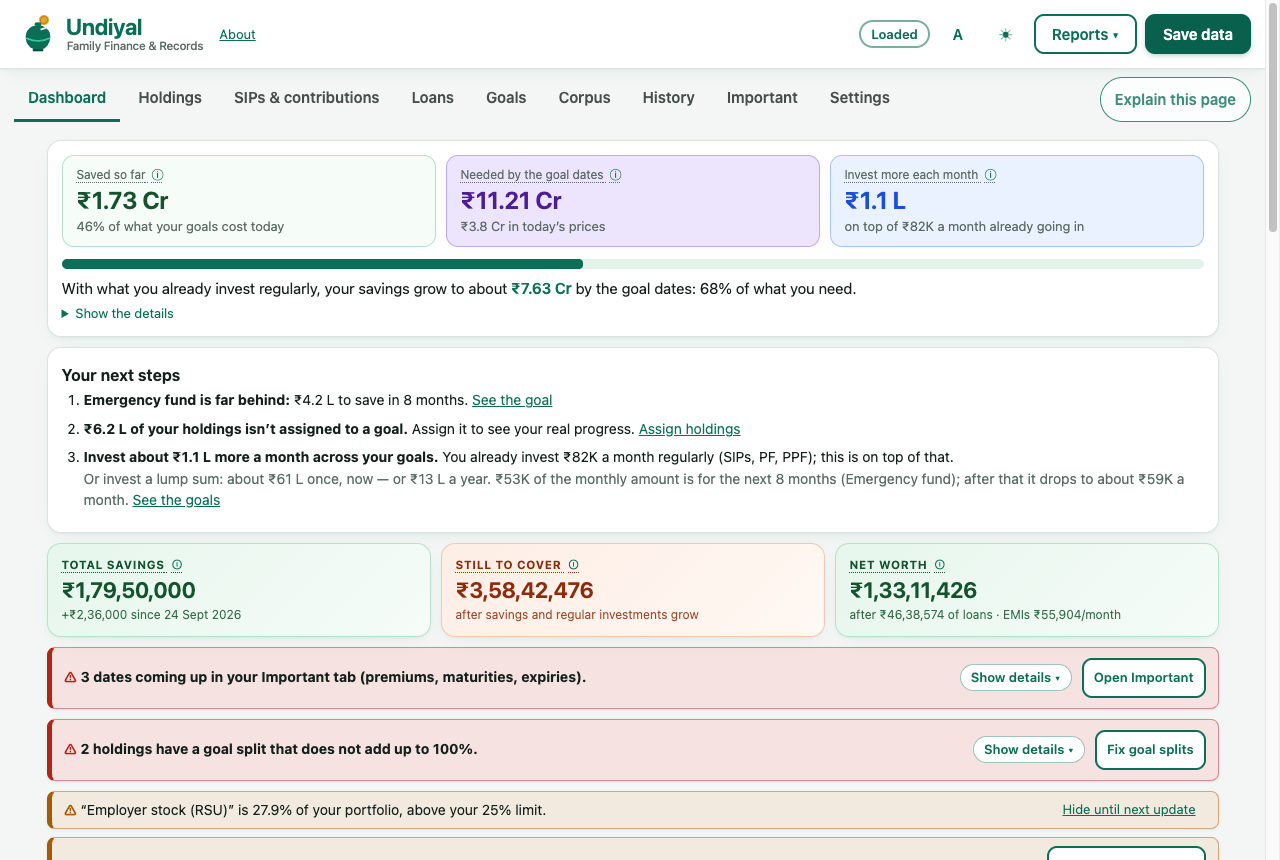 Undiyal
Family Finance & Records
About
Loaded
A
Reports ▾
Save data
Dashboard
Holdings
SIPs & contributions
Loans
Goals
Corpus
History
Important
Settings
Explain this page
Saved so far ⓘ
₹1.73 Cr
46% of what your goals cost today
Needed by the goal dates ⓘ
₹11.21 Cr
₹3.8 Cr in today’s prices
Invest more each month ⓘ
₹1.1 L
on top of ₹82K a month already going in
With what you already invest regularly, your savings grow to about ₹7.63 Cr by the goal dates: 68% of what you need.
▶ Show the details
Your next steps
1. Emergency fund is far behind: ₹4.2 L to save in 8 months. See the goal
2. ₹6.2 L of your holdings isn’t assigned to a goal. Assign it to see your real progress. Assign holdings
3. Invest about ₹1.1 L more a month across your goals. You already invest ₹82K a month regularly (SIPs, PF, PPF); this is on top of that.
Or invest a lump sum: about ₹61 L once, now — or ₹13 L a year. ₹53K of the monthly amount is for the next 8 months (Emergency fund); after that it drops to about ₹59K a
month. See the goals
TOTAL SAVINGS ⓘ
₹1,79,50,000
+₹2,36,000 since 24 Sept 2026
STILL TO COVER ⓘ
₹3,58,42,476
after savings and regular investments grow
NET WORTH ⓘ
₹1,33,11,426
after ₹46,38,574 of loans · EMIs ₹55,904/month
⚠ 3 dates coming up in your Important tab (premiums, maturities, expiries).
Show details ▾
Open Important
⚠ 2 holdings have a goal split that does not add up to 100%.
Show details ▾
Fix goal splits
⚠ “Employer stock (RSU)” is 27.9% of your portfolio, above your 25% limit.
Hide until next update